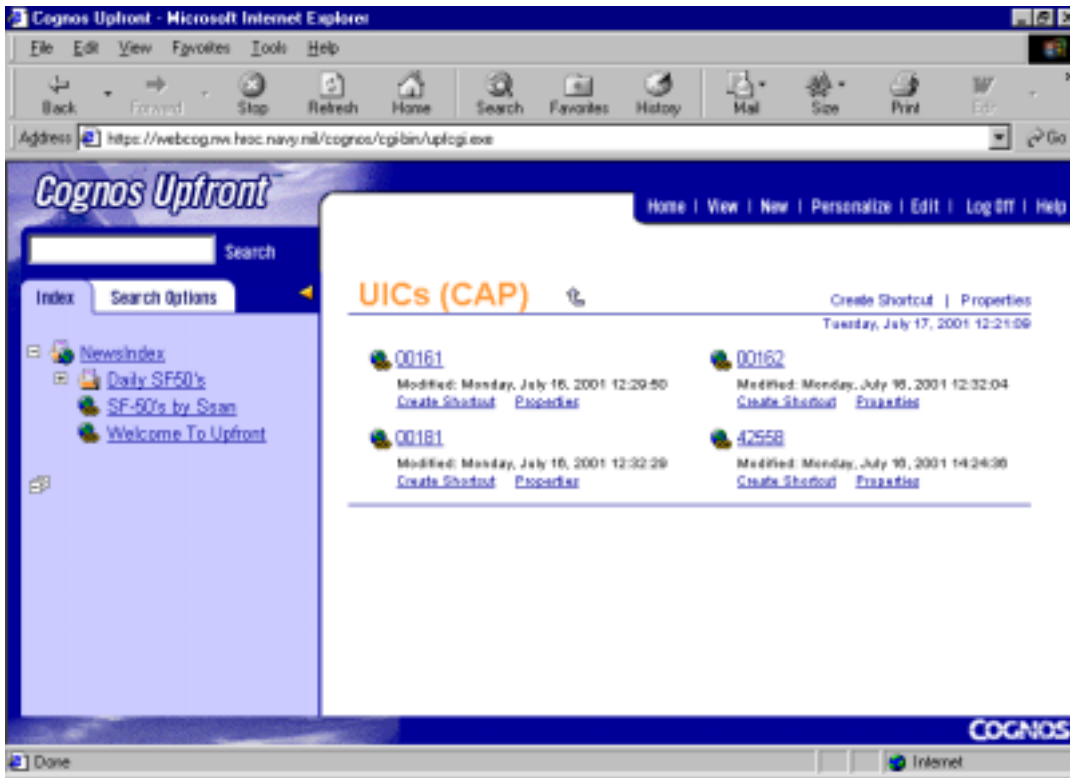 Cognos Upfront - Microsoft Internet Explorer
File Edit View Favorites Tools Help
Back Forward Stop Refresh Home Search Favorites History Mail Size Print Edit
Address https://webcog.nw.hroc.navy.mil/cognos/cgi-bin/upfcgi.exe Go
Cognos Upfront
Home | View | New | Personalize | Edit | Log Off | Help
Search
Index Search Options
UICs (CAP)
Create Shortcut | Properties
Tuesday, July 17, 2001 12:21:09
NewsIndex
Daily SF50's
SF-50's by Ssan
Welcome To Upfront
00161
Modified: Monday, July 16, 2001 12:29:50
Create Shortcut Properties
00162
Modified: Monday, July 16, 2001 12:32:04
Create Shortcut Properties
00181
Modified: Monday, July 16, 2001 12:32:29
Create Shortcut Properties
42558
Modified: Monday, July 16, 2001 14:24:36
Create Shortcut Properties
COGNOS
Done Internet